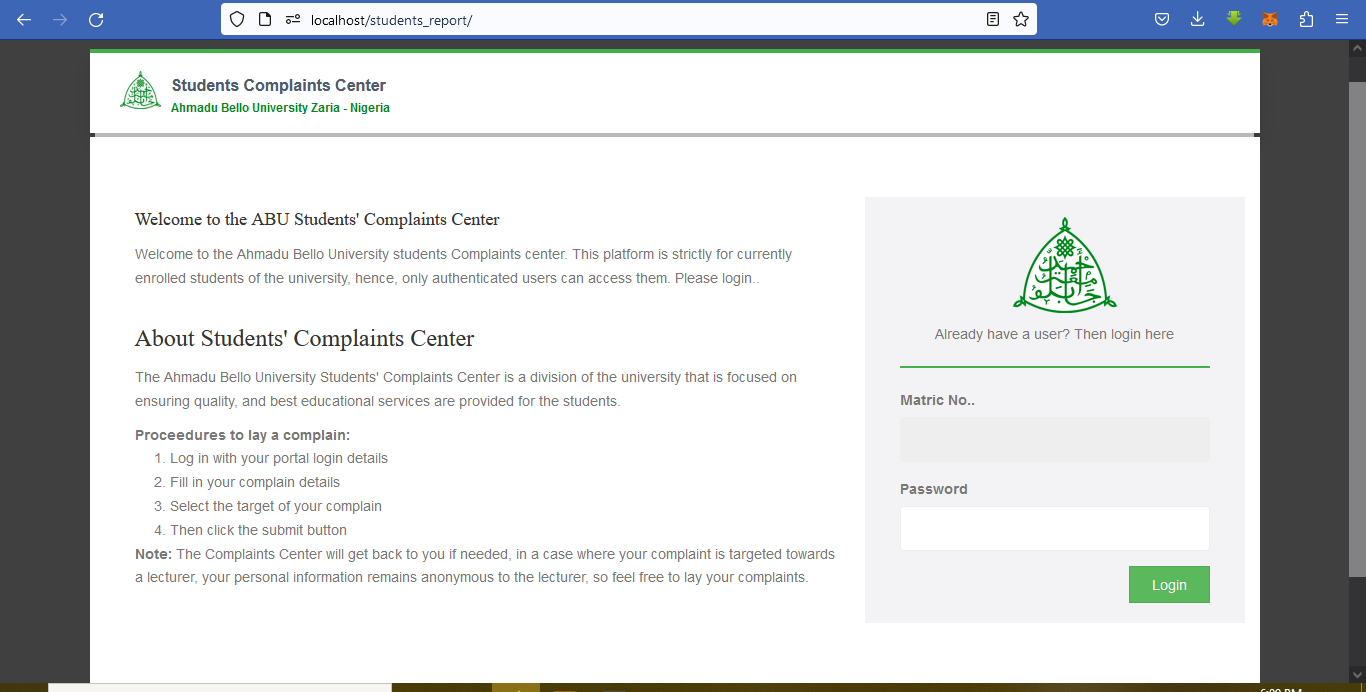 localhost/students_report/
Students Complaints Center
Ahmadu Bello University Zaria - Nigeria
Welcome to the ABU Students' Complaints Center
Welcome to the Ahmadu Bello University students Complaints center. This platform is strictly for currently
enrolled students of the university, hence, only authenticated users can access them. Please login..
About Students' Complaints Center
The Ahmadu Bello University Students' Complaints Center is a division of the university that is focused on
ensuring quality, and best educational services are provided for the students.
Proceedures to lay a complain:
1. Log in with your portal login details
2. Fill in your complain details
3. Select the target of your complain
4. Then click the submit button
Note: The Complaints Center will get back to you if needed, in a case where your complaint is targeted towards
a lecturer, your personal information remains anonymous to the lecturer, so feel free to lay your complaints.
Already have a user? Then login here
Matric No..
Password
Login